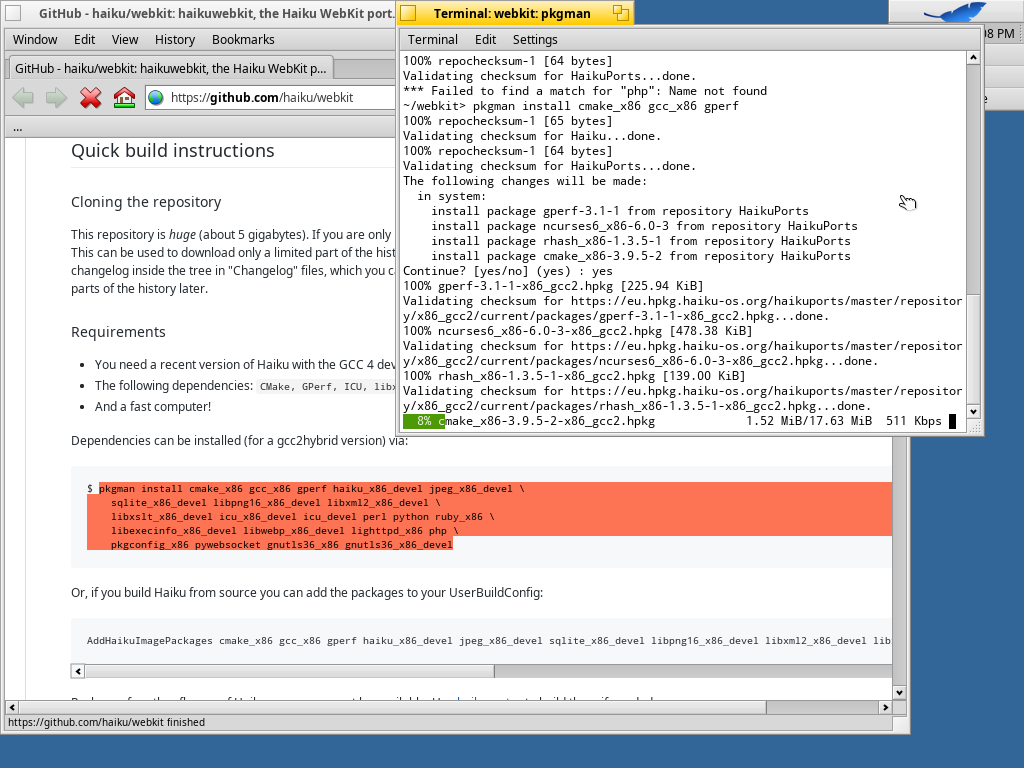 GitHub - haiku/webkit: haikuwebkit, the Haiku WebKit port.
Window Edit View History Bookmarks
GitHub - haiku/webkit: haikuwebkit, the Haiku WebKit p...
https://github.com/haiku/webkit
...
Quick build instructions
Cloning the repository
This repository is huge (about 5 gigabytes). If you are only
This can be used to download only a limited part of the hist
changelog inside the tree in "Changelog" files, which you ca
parts of the history later.
Requirements
You need a recent version of Haiku with the GCC 4 dev
The following dependencies: CMake, GPerf, ICU, libx
And a fast computer!
Dependencies can be installed (for a gcc2hybrid version) via:
$ pkgman install cmake_x86 gcc_x86 gperf haiku_x86_devel jpeg_x86_devel \
sqlite_x86_devel libpng16_x86_devel libxml2_x86_devel \
libxslt_x86_devel icu_x86_devel icu_devel perl python ruby_x86 \
libexecinfo_x86_devel libwebp_x86_devel lighttpd_x86 php \
pkgconfig_x86 pywebsocket gnutls36_x86 gnutls36_x86_devel
Or, if you build Haiku from source you can add the packages to your UserBuildConfig:
AddHaikuImagePackages cmake_x86 gcc_x86 gperf haiku_x86_devel jpeg_x86_devel sqlite_x86_devel libpng16_x86_devel libxml2_x86_devel lib
https://github.com/haiku/webkit finished
Terminal: webkit: pkgman
Terminal Edit Settings
100% repochecksum-1 [64 bytes]
Validating checksum for HaikuPorts...done.
*** Failed to find a match for "php": Name not found
~/webkit> pkgman install cmake_x86 gcc_x86 gperf
100% repochecksum-1 [65 bytes]
Validating checksum for Haiku...done.
100% repochecksum-1 [64 bytes]
Validating checksum for HaikuPorts...done.
The following changes will be made:
in system:
install package gperf-3.1-1 from repository HaikuPorts
install package ncurses6_x86-6.0-3 from repository HaikuPorts
install package rhash_x86-1.3.5-1 from repository HaikuPorts
install package cmake_x86-3.9.5-2 from repository HaikuPorts
Continue? [yes/no] (yes) : yes
100% gperf-3.1-1-x86_gcc2.hpkg [225.94 KiB]
Validating checksum for https://eu.hpkg.haiku-os.org/haikuports/master/repositor
y/x86_gcc2/current/packages/gperf-3.1-1-x86_gcc2.hpkg...done.
100% ncurses6_x86-6.0-3-x86_gcc2.hpkg [478.38 KiB]
Validating checksum for https://eu.hpkg.haiku-os.org/haikuports/master/repositor
y/x86_gcc2/current/packages/ncurses6_x86-6.0-3-x86_gcc2.hpkg...done.
100% rhash_x86-1.3.5-1-x86_gcc2.hpkg [139.00 KiB]
Validating checksum for https://eu.hpkg.haiku-os.org/haikuports/master/repositor
y/x86_gcc2/current/packages/rhash_x86-1.3.5-1-x86_gcc2.hpkg...done.
8% cmake_x86-3.9.5-2-x86_gcc2.hpkg 1.52 MiB/17.63 MiB 511 Kbps
08 PM